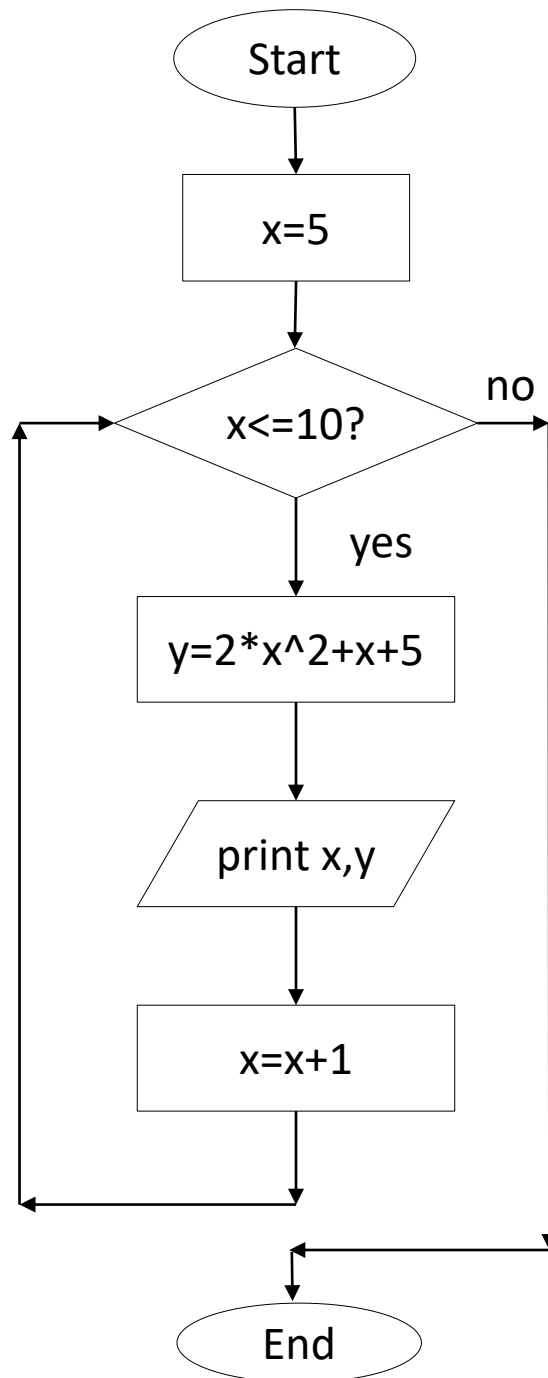 Start
x=5
x<=10?
no
yes
y=2*x^2+x+5
print x,y
x=x+1
End